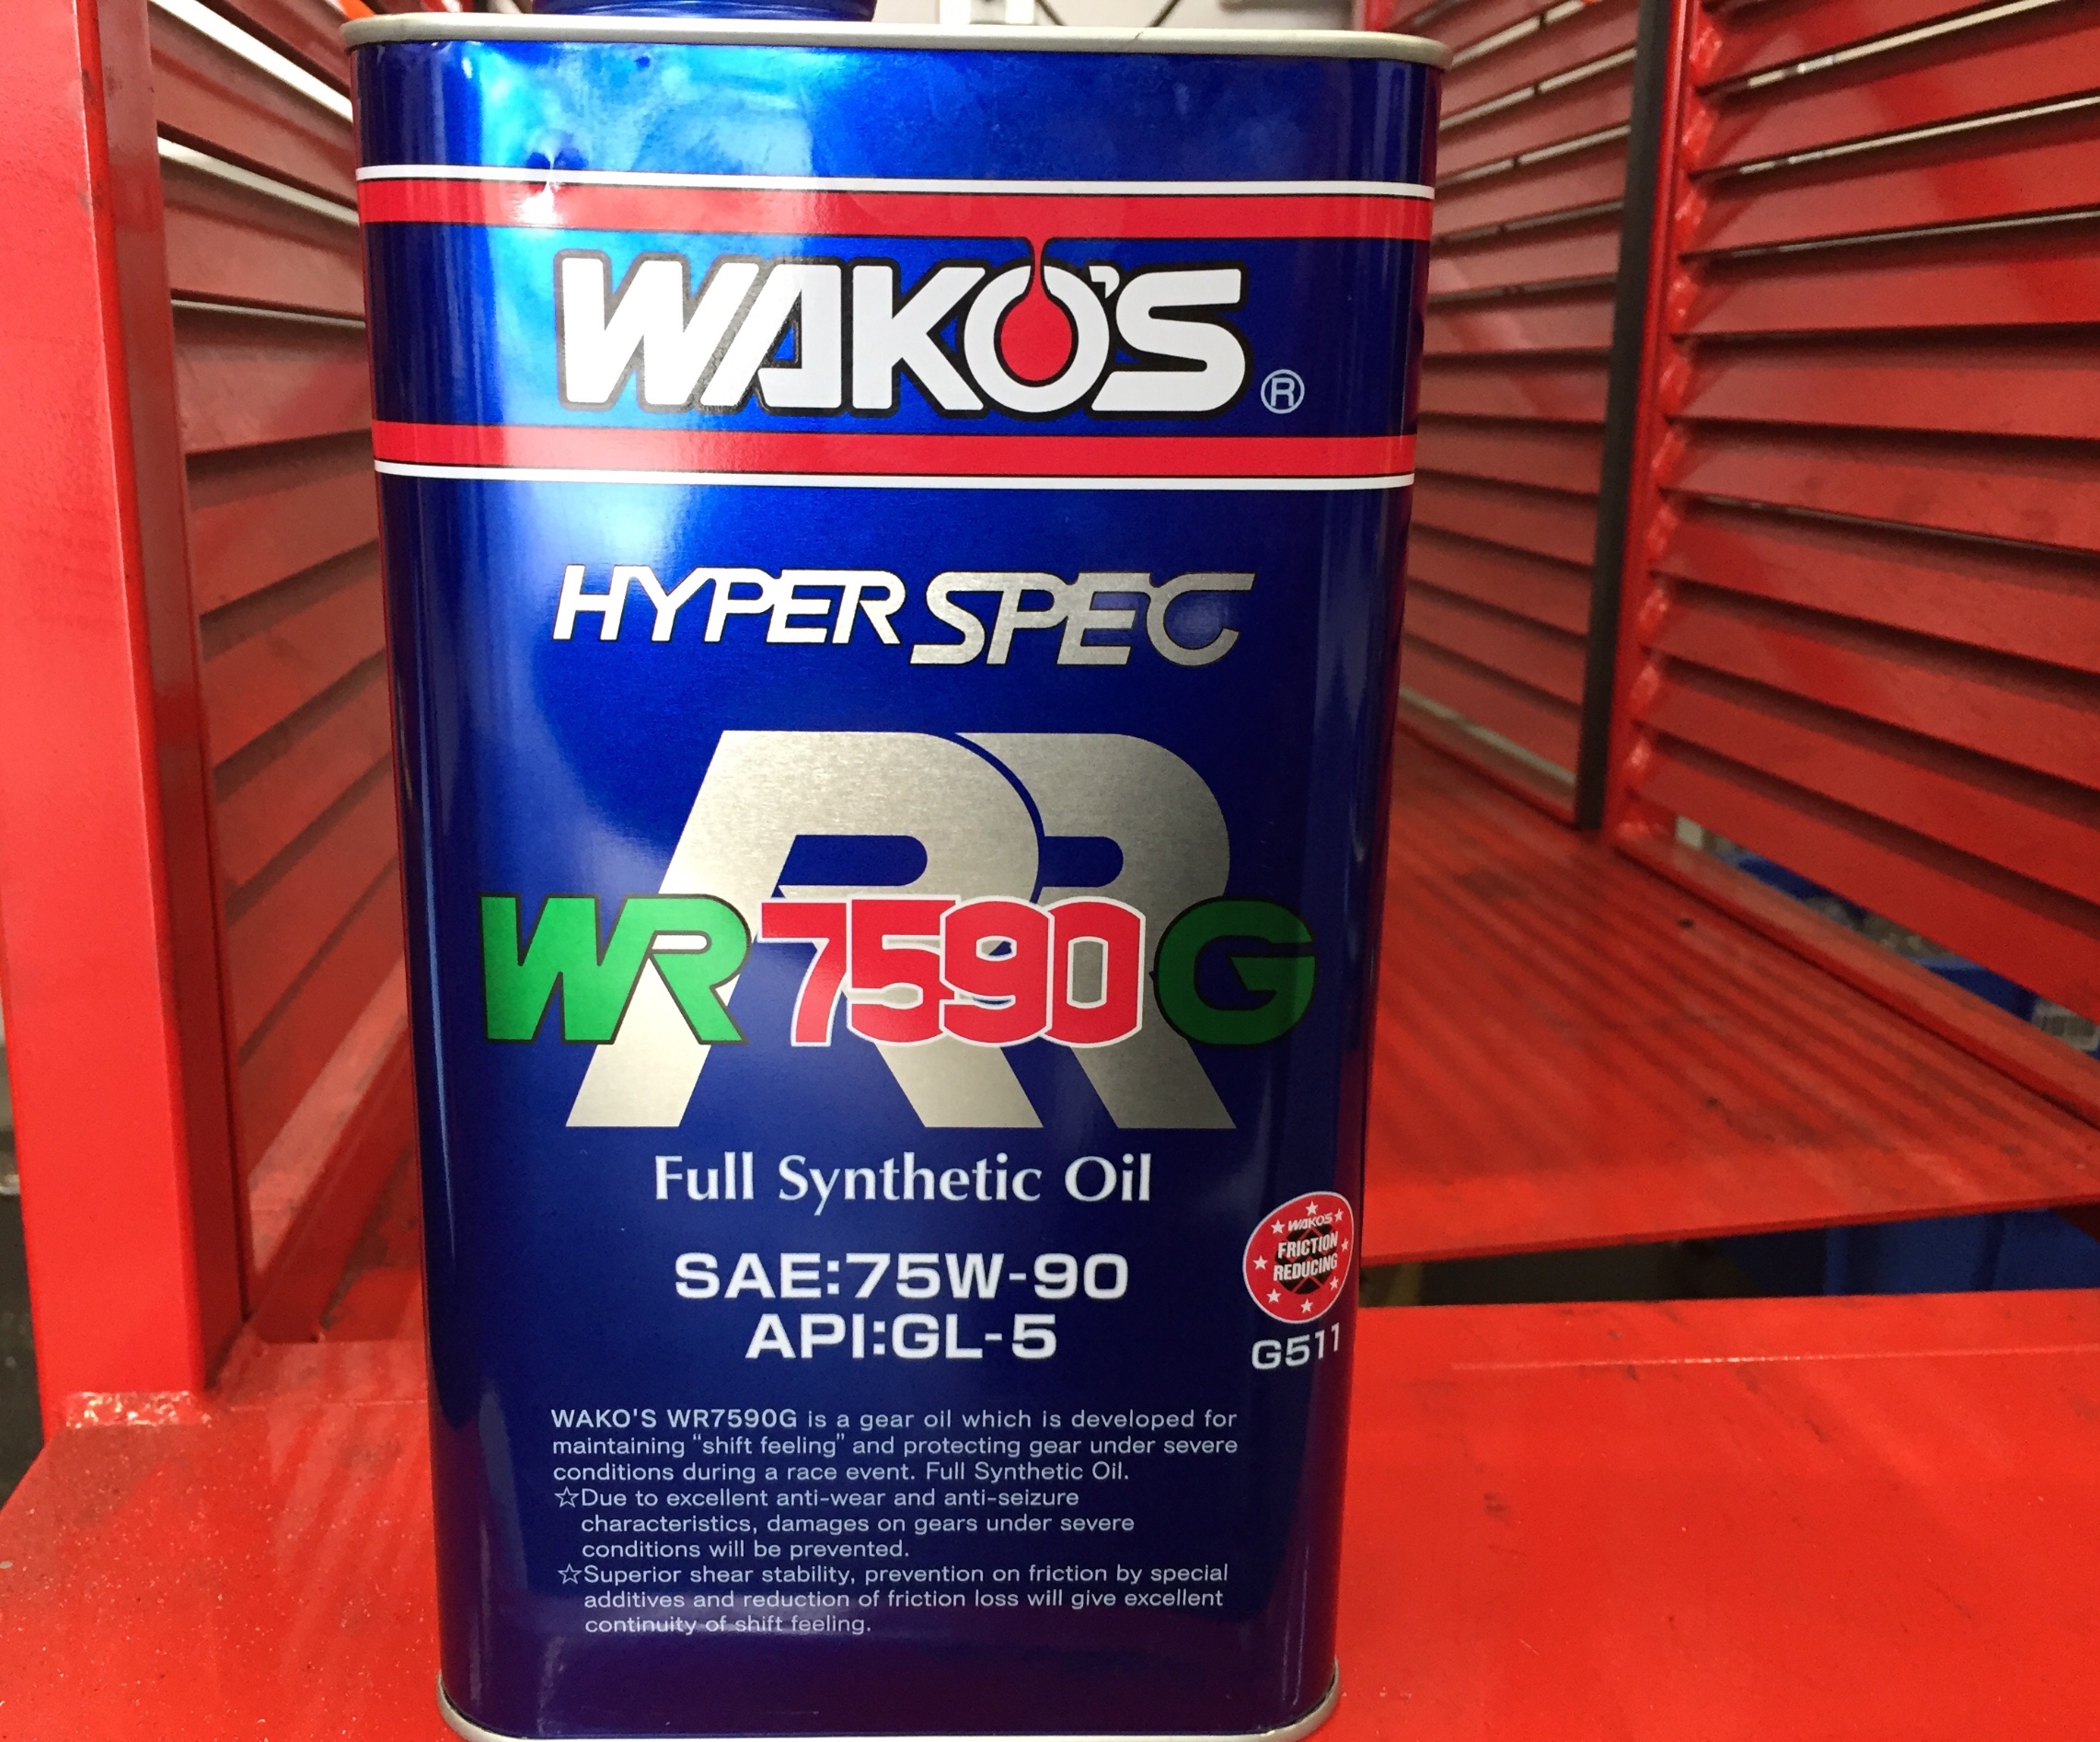 WAKO'S ®
HYPER SPEC
RR
WR7590G
Full Synthetic Oil
SAE:75W-90
API:GL-5
WAKO'S
FRICTION
REDUCING
G511
WAKO'S WR7590G is a gear oil which is developed for
maintaining “shift feeling” and protecting gear under severe
conditions during a race event. Full Synthetic Oil.
☆Due to excellent anti-wear and anti-seizure
characteristics, damages on gears under severe
conditions will be prevented.
☆Superior shear stability, prevention on friction by special
additives and reduction of friction loss will give excellent
continuity of shift feeling.